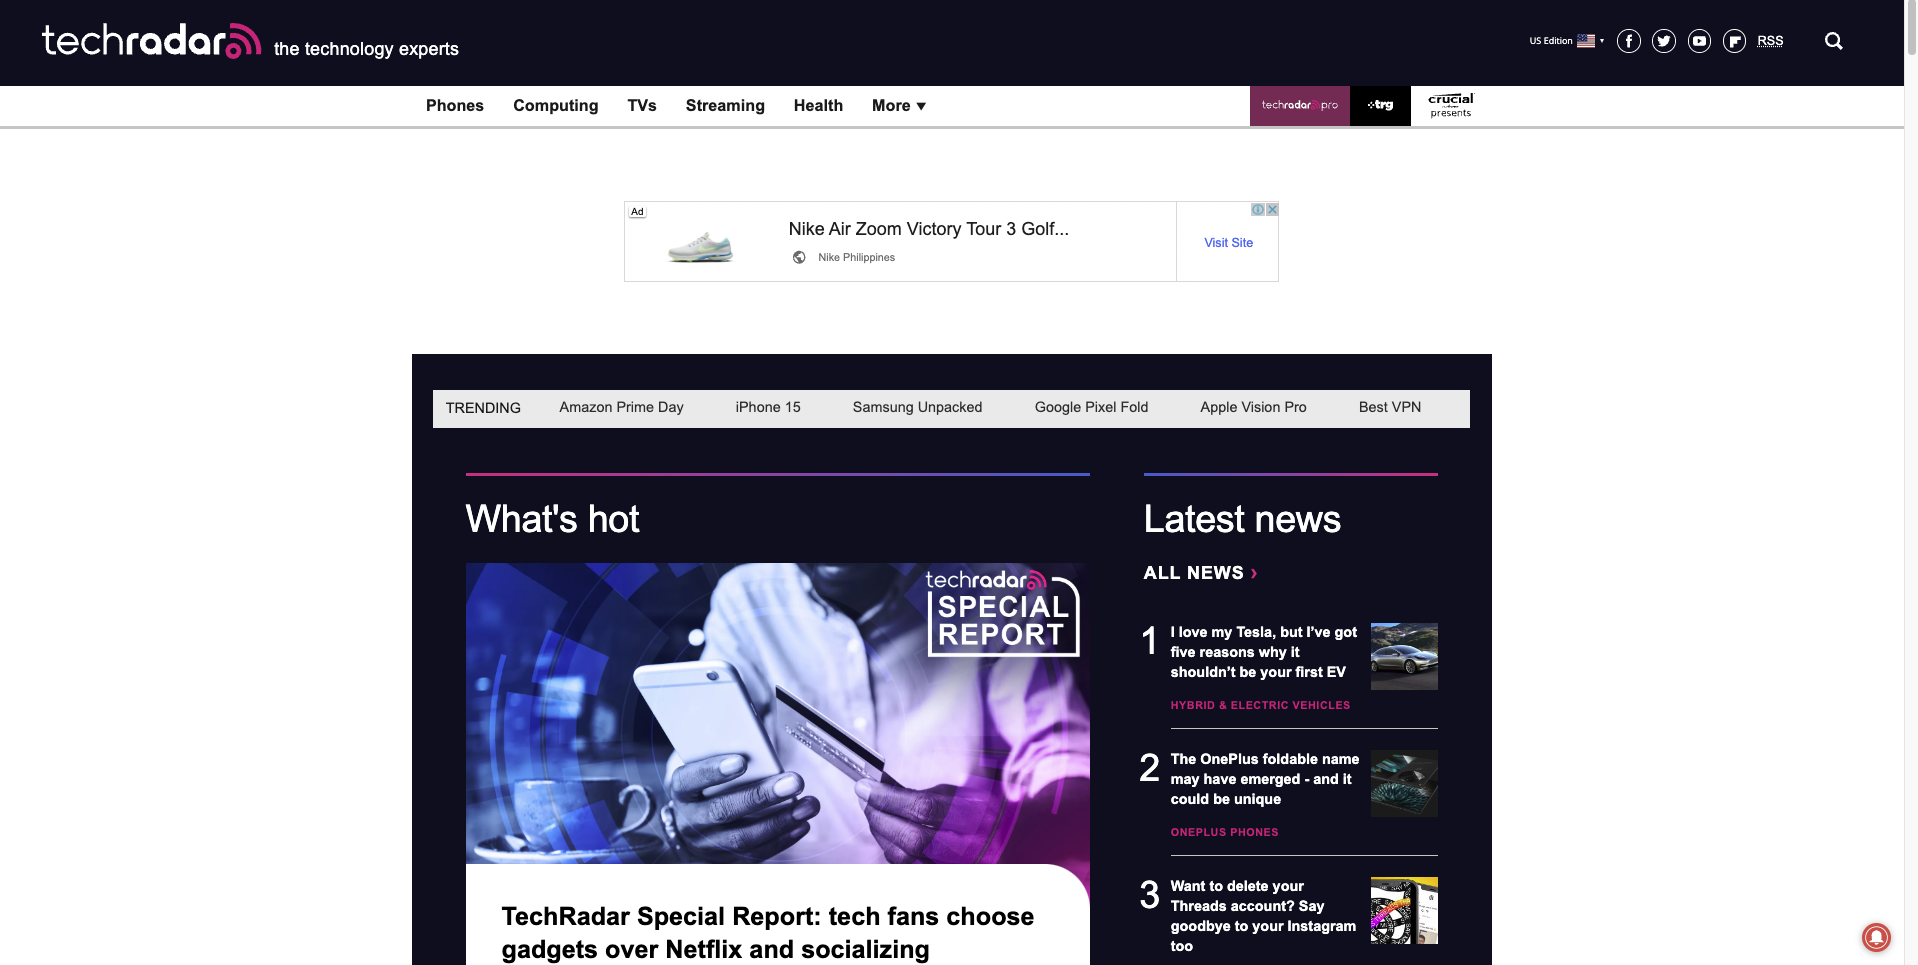 techradar the technology experts
US Edition
RSS
Phones Computing TVs Streaming Health More
techradar pro
trg
crucial
presents
Ad
Nike Air Zoom Victory Tour 3 Golf...
Nike Philippines
Visit Site
TRENDING Amazon Prime Day iPhone 15 Samsung Unpacked Google Pixel Fold Apple Vision Pro Best VPN
What's hot
techradar
SPECIAL
REPORT
TechRadar Special Report: tech fans choose
gadgets over Netflix and socializing
Latest news
ALL NEWS ›
1
I love my Tesla, but I’ve got
five reasons why it
shouldn’t be your first EV
HYBRID & ELECTRIC VEHICLES
2
The OnePlus foldable name
may have emerged - and it
could be unique
ONEPLUS PHONES
3
Want to delete your
Threads account? Say
goodbye to your Instagram
too